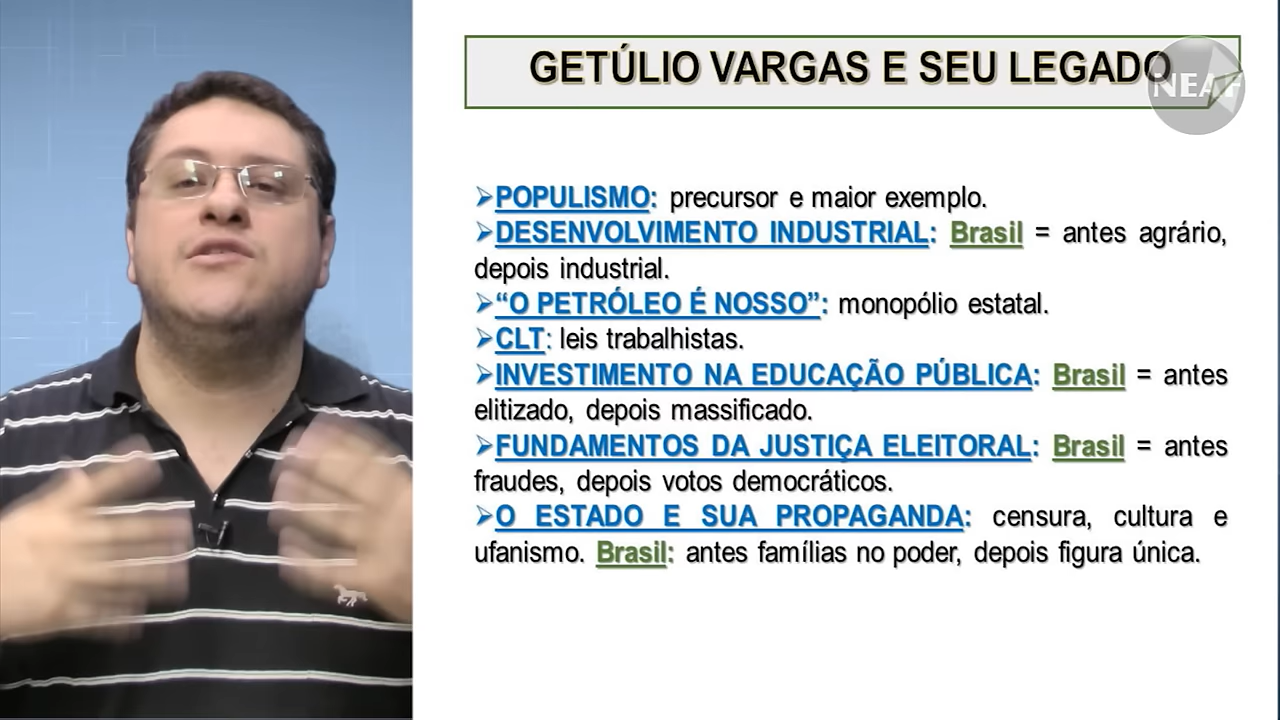 GETÚLIO VARGAS E SEU LEGADO
NEAF
➢POPULISMO: precursor e maior exemplo.
➢DESENVOLVIMENTO INDUSTRIAL: Brasil = antes agrário,
depois industrial.
➢“O PETRÓLEO É NOSSO”: monopólio estatal.
➢CLT: leis trabalhistas.
➢INVESTIMENTO NA EDUCAÇÃO PÚBLICA: Brasil = antes
elitizado, depois massificado.
➢FUNDAMENTOS DA JUSTIÇA ELEITORAL: Brasil = antes
fraudes, depois votos democráticos.
➢O ESTADO E SUA PROPAGANDA: censura, cultura e
ufanismo. Brasil: antes famílias no poder, depois figura única.